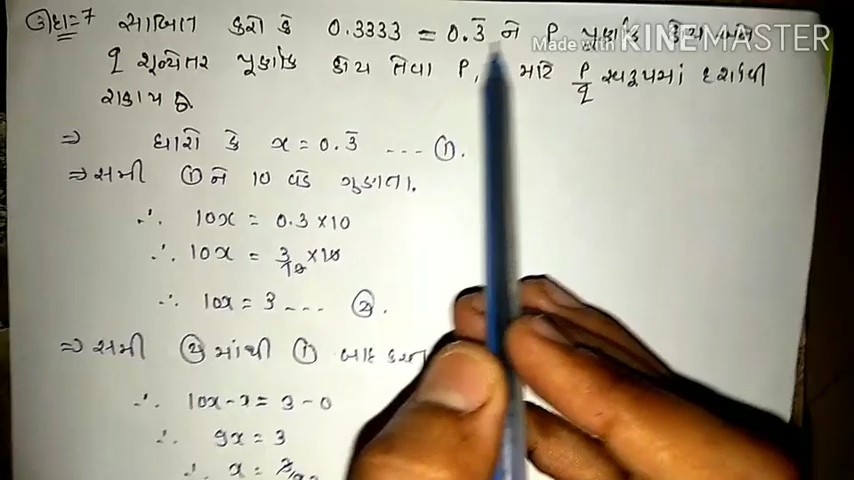 ઉદા=7 સાબિત કરો કે 0.3333 = 0.3̅ ને P પૂર્ણાંક હોય અને
q શૂન્યેતર પૂર્ણાંક હોય તેવા P, માટે P/q સ્વરૂપમાં દર્શાવી
શકાય છે.
Made with KINEMASTER
⇒ ધારો કે x = 0.3̅ --- ①.
⇒ સમી ① ને 10 વડે ગુણતા.
∴ 10x = 0.3×10
∴ 10x = 3/10 ×10
∴ 10x = 3 --- ②.
⇒ સમી ② માંથી ① બાદ કરતા
∴ 10x-x = 3-0
∴ 9x = 3
∴ x =